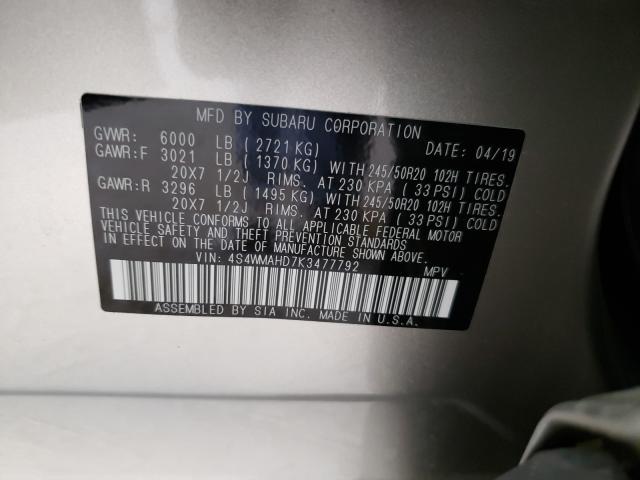 MFD BY SUBARU CORPORATION
GVWR: 6000 LB ( 2721 KG) DATE: 04/19
GAWR:F 3021 LB ( 1370 KG) WITH 245/50R20 102H TIRES.
20X7 1/2J RIMS. AT 230 KPA ( 33 PSI) COLD
GAWR:R 3296 LB ( 1495 KG) WITH 245/50R20 102H TIRES.
20X7 1/2J RIMS. AT 230 KPA ( 33 PSI) COLD
THIS VEHICLE CONFORMS TO ALL APPLICABLE FEDERAL MOTOR
VEHICLE SAFETY AND THEFT PREVENTION STANDARDS
IN EFFECT ON THE DATE OF MANUFACTURE SHOWN ABOVE.
VIN: 4S4WMAHD7K3477792 MPV
ASSEMBLED BY SIA INC. MADE IN U.S.A.